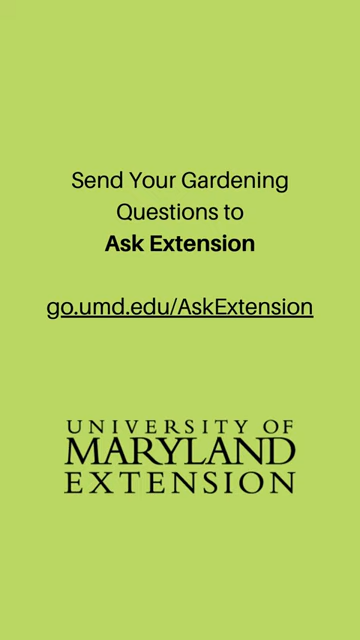 Send Your Gardening
Questions to
Ask Extension
go.umd.edu/AskExtension
UNIVERSITY OF
MARYLAND
EXTENSION